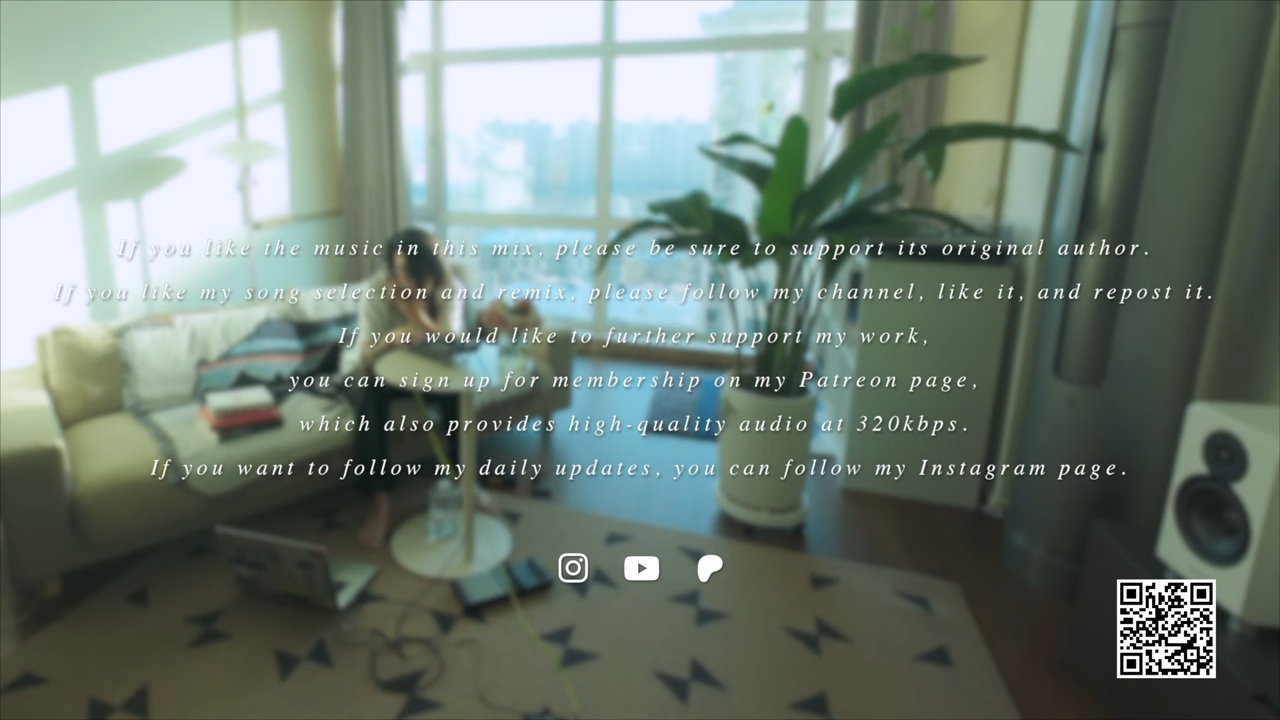 If you like the music in this mix, please be sure to support its original author.
If you like my song selection and remix, please follow my channel, like it, and repost it.
If you would like to further support my work,
you can sign up for membership on my Patreon page,
which also provides high-quality audio at 320kbps.
If you want to follow my daily updates, you can follow my Instagram page.